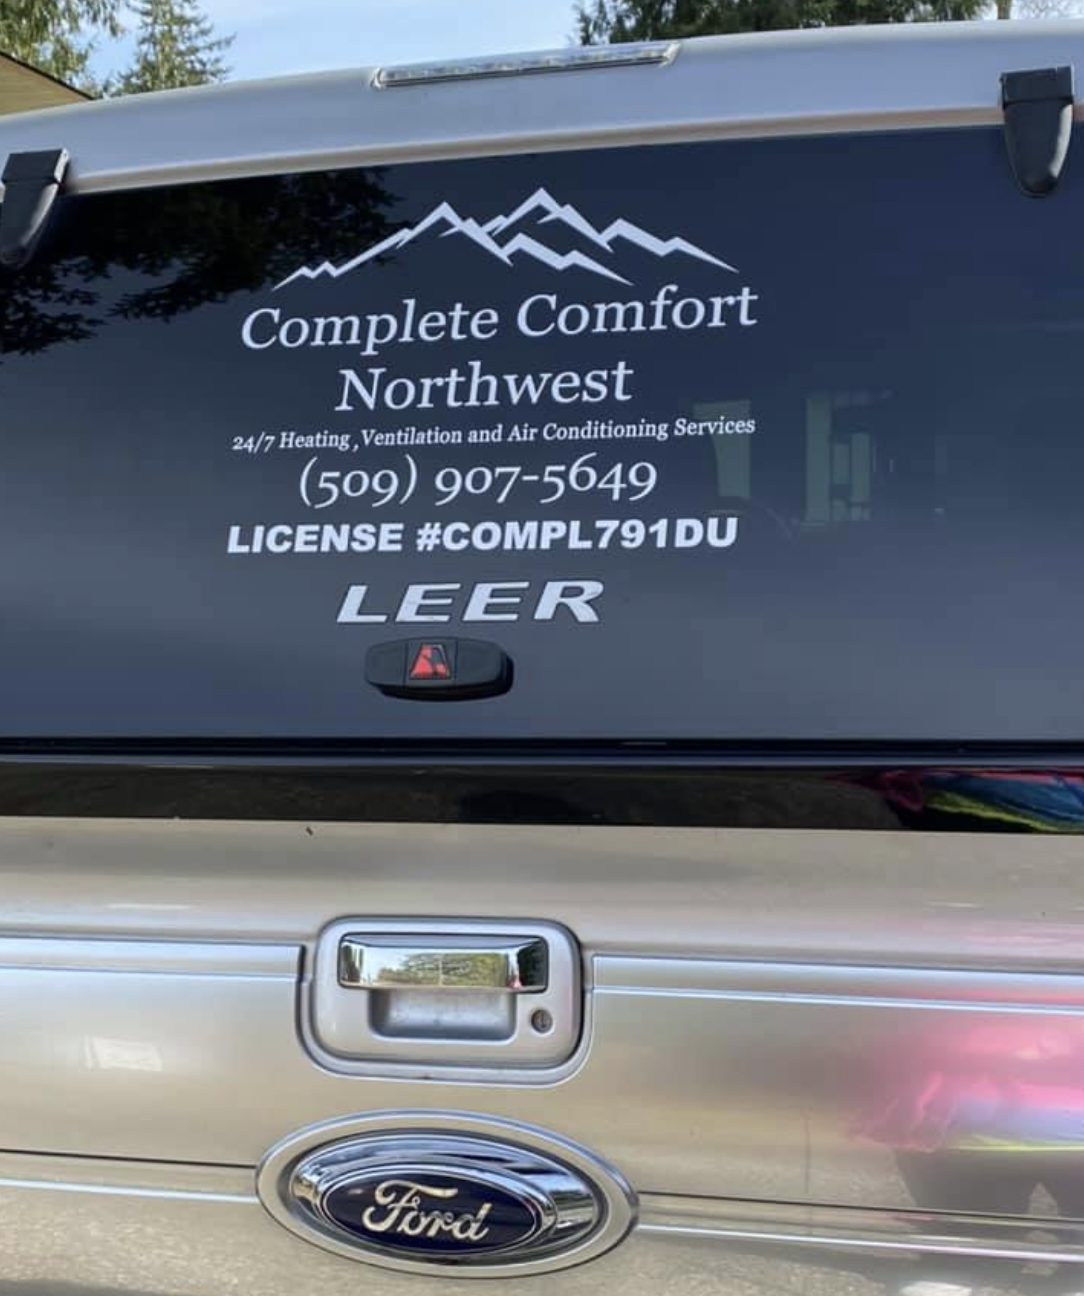 Complete Comfort
Northwest
24/7 Heating ,Ventilation and Air Conditioning Services
(509) 907-5649
LICENSE #COMPL791DU
LEER
Ford